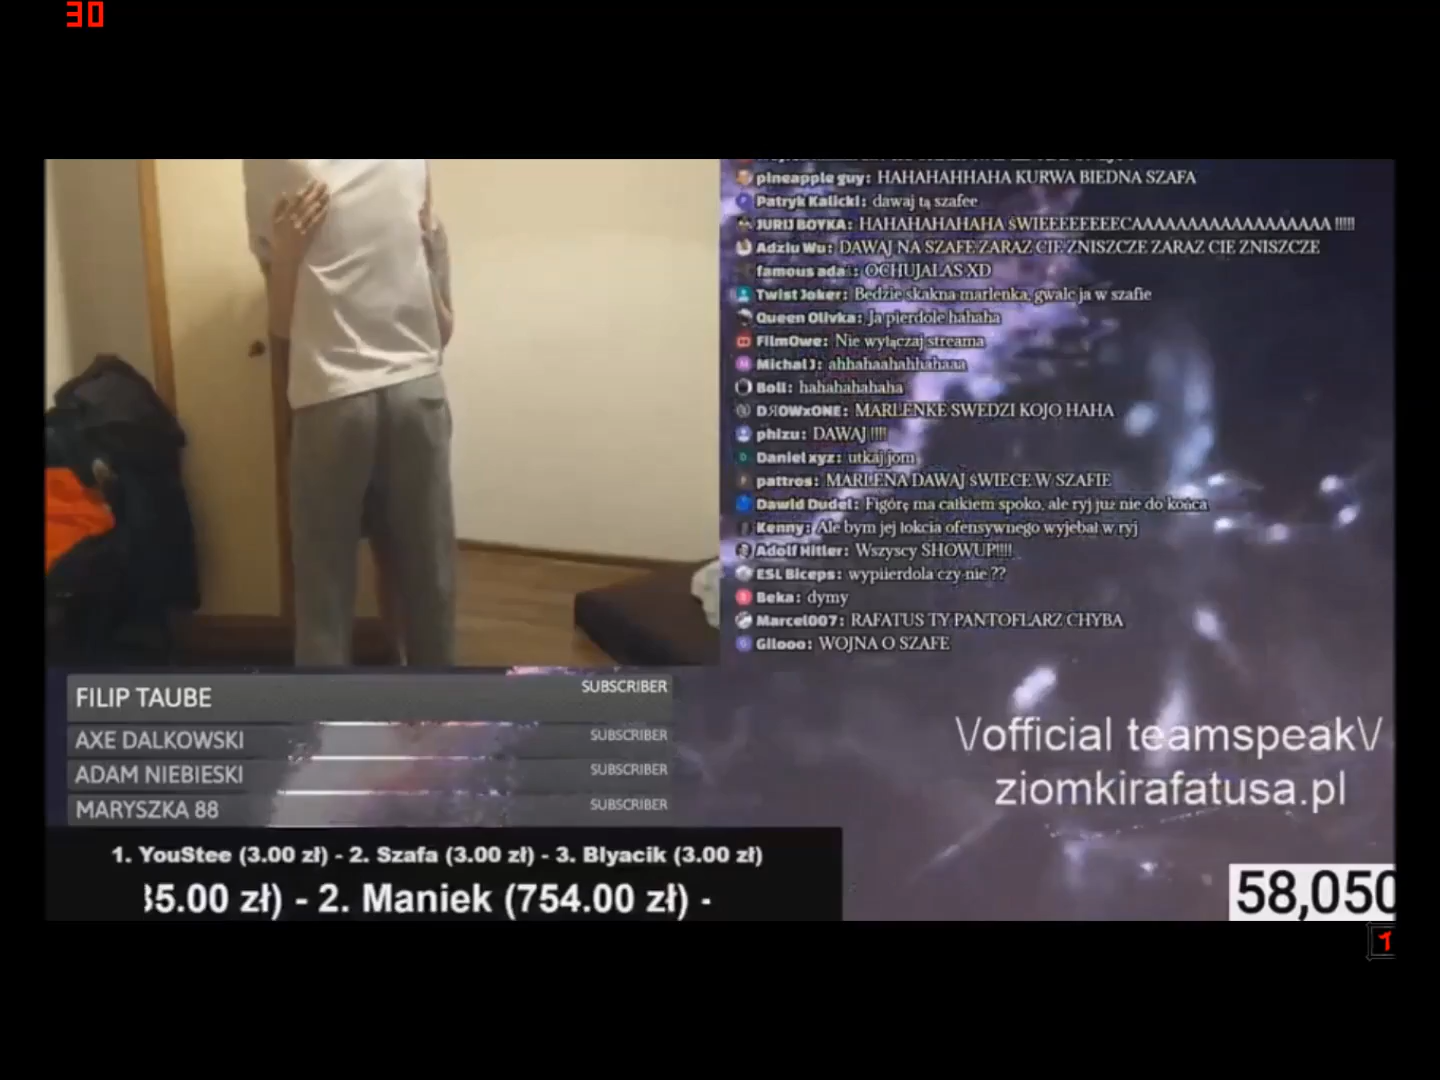 30
pineapple guy: HAHAHAHHAHA KURWA BIEDNA SZAFA
Patryk Kalicki: dawaj tą szafee
JURIJ BOYKA: HAHAHAHAHAHA śWIEEEEEEEECAAAAAAAAAAAAAAAAAA !!!!!
Adziu Wu: DAWAJ NA SZAFE ZARAZ CIE ZNISZCZE ZARAZ CIE ZNISZCZE
famous ada: OCHUJALAS XD
Twist Joker: Bedzie skakna marlenka, gwalc ja w szafie
Queen Olivka: Ja pierdole hahaha
FilmOwe: Nie wyłączaj streama
Michal J: ahhahaahahhahaaa
Boli: hahahahahaha
DЯOWxONE: MARLENKE SWEDZI KOJO HAHA
phizu: DAWAJ !!!!
Daniel xyz: utkaj jom
pattros: MARLENA DAWAJ śWIECE W SZAFIE
Dawid Dudel: Figórę ma całkiem spoko, ale ryj już nie do końca
Kenny: Ale bym jej łokcia ofensywnego wyjebał w ryj
Adolf Hitler: Wszyscy SHOWUP!!!!
ESL Biceps: wypiierdola czy nie ??
Beka: dymy
Marcel007: RAFATUS TY PANTOFLARZ CHYBA
Gilooo: WOJNA O SZAFE
FILIP TAUBE SUBSCRIBER
AXE DALKOWSKI SUBSCRIBER
ADAM NIEBIESKI SUBSCRIBER
MARYSZKA 88 SUBSCRIBER
\/official teamspeak\/
ziomkirafatusa.pl
1. YouStee (3.00 zł) - 2. Szafa (3.00 zł) - 3. Blyacik (3.00 zł)
35.00 zł) - 2. Maniek (754.00 zł) -
58,050
1